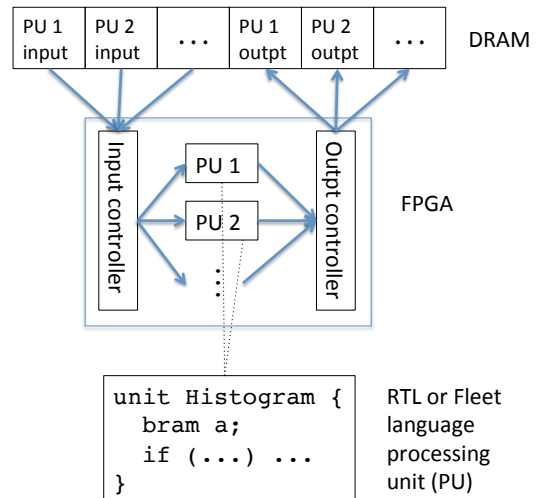 PU 1 input
PU 2 input
...
PU 1 outpt
PU 2 outpt
...
DRAM
Input controller
PU 1
PU 2
...
Outpt controller
FPGA
unit Histogram {
bram a;
if (...) ...
}
RTL or Fleet
language
processing
unit (PU)